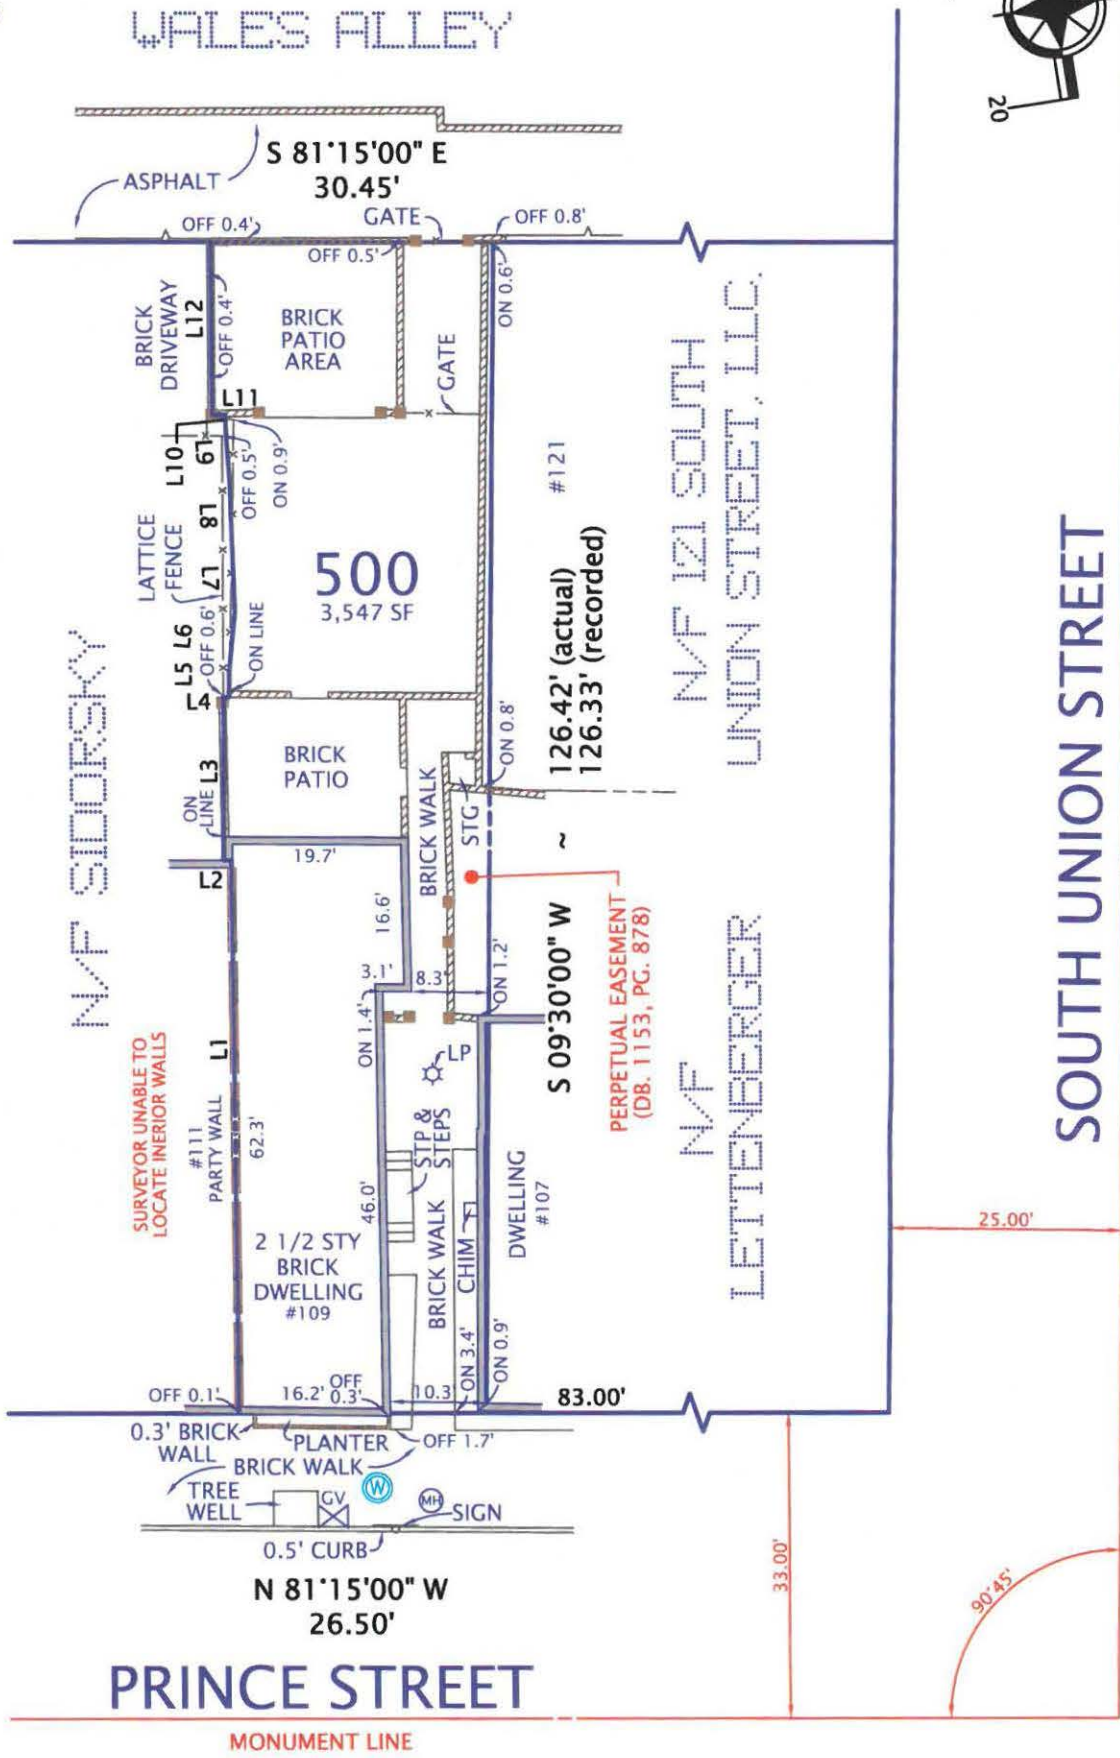 WALES ALLEY
20
S 81°15'00" E
30.45'
ASPHALT
OFF 0.4'
GATE
OFF 0.8'
OFF 0.5'
BRICK
DRIVEWAY
L12
OFF 0.4'
BRICK
PATIO
AREA
GATE
ON 0.6'
L11
L10
L9
OFF 0.5'
ON 0.9'
#121
N/F 121 SOUTH
UNION STREET, LLC.
LATTICE
FENCE
L8
L7
500
3,547 SF
OFF 0.6'
L6
L5
ON LINE
L4
126.42' (actual)
126.33' (recorded)
N/F SIDORSKY
L3
ON
LINE
BRICK
PATIO
ON 0.8'
BRICK WALK
STG
~
19.7'
L2
16.6'
3.1'
8.3'
ON 1.2'
ON 1.4'
S 09°30'00" W
PERPETUAL EASEMENT
(DB. 1153, PG. 878)
SURVEYOR UNABLE TO
LOCATE INERIOR WALLS
L1
#111
PARTY WALL
62.3'
LP
STP &
STEPS
46.0'
BRICK WALK
CHIM
DWELLING
#107
N/F
LETTENBERGER
SOUTH UNION STREET
25.00'
2 1/2 STY
BRICK
DWELLING
#109
ON 3.4'
ON 0.9'
OFF 0.1'
16.2'
OFF
0.3'
10.3'
83.00'
0.3' BRICK
WALL
PLANTER
OFF 1.7'
BRICK WALK
TREE
WELL
GV
W
MH
SIGN
0.5' CURB
N 81°15'00" W
26.50'
33.00'
90°45'
PRINCE STREET
MONUMENT LINE